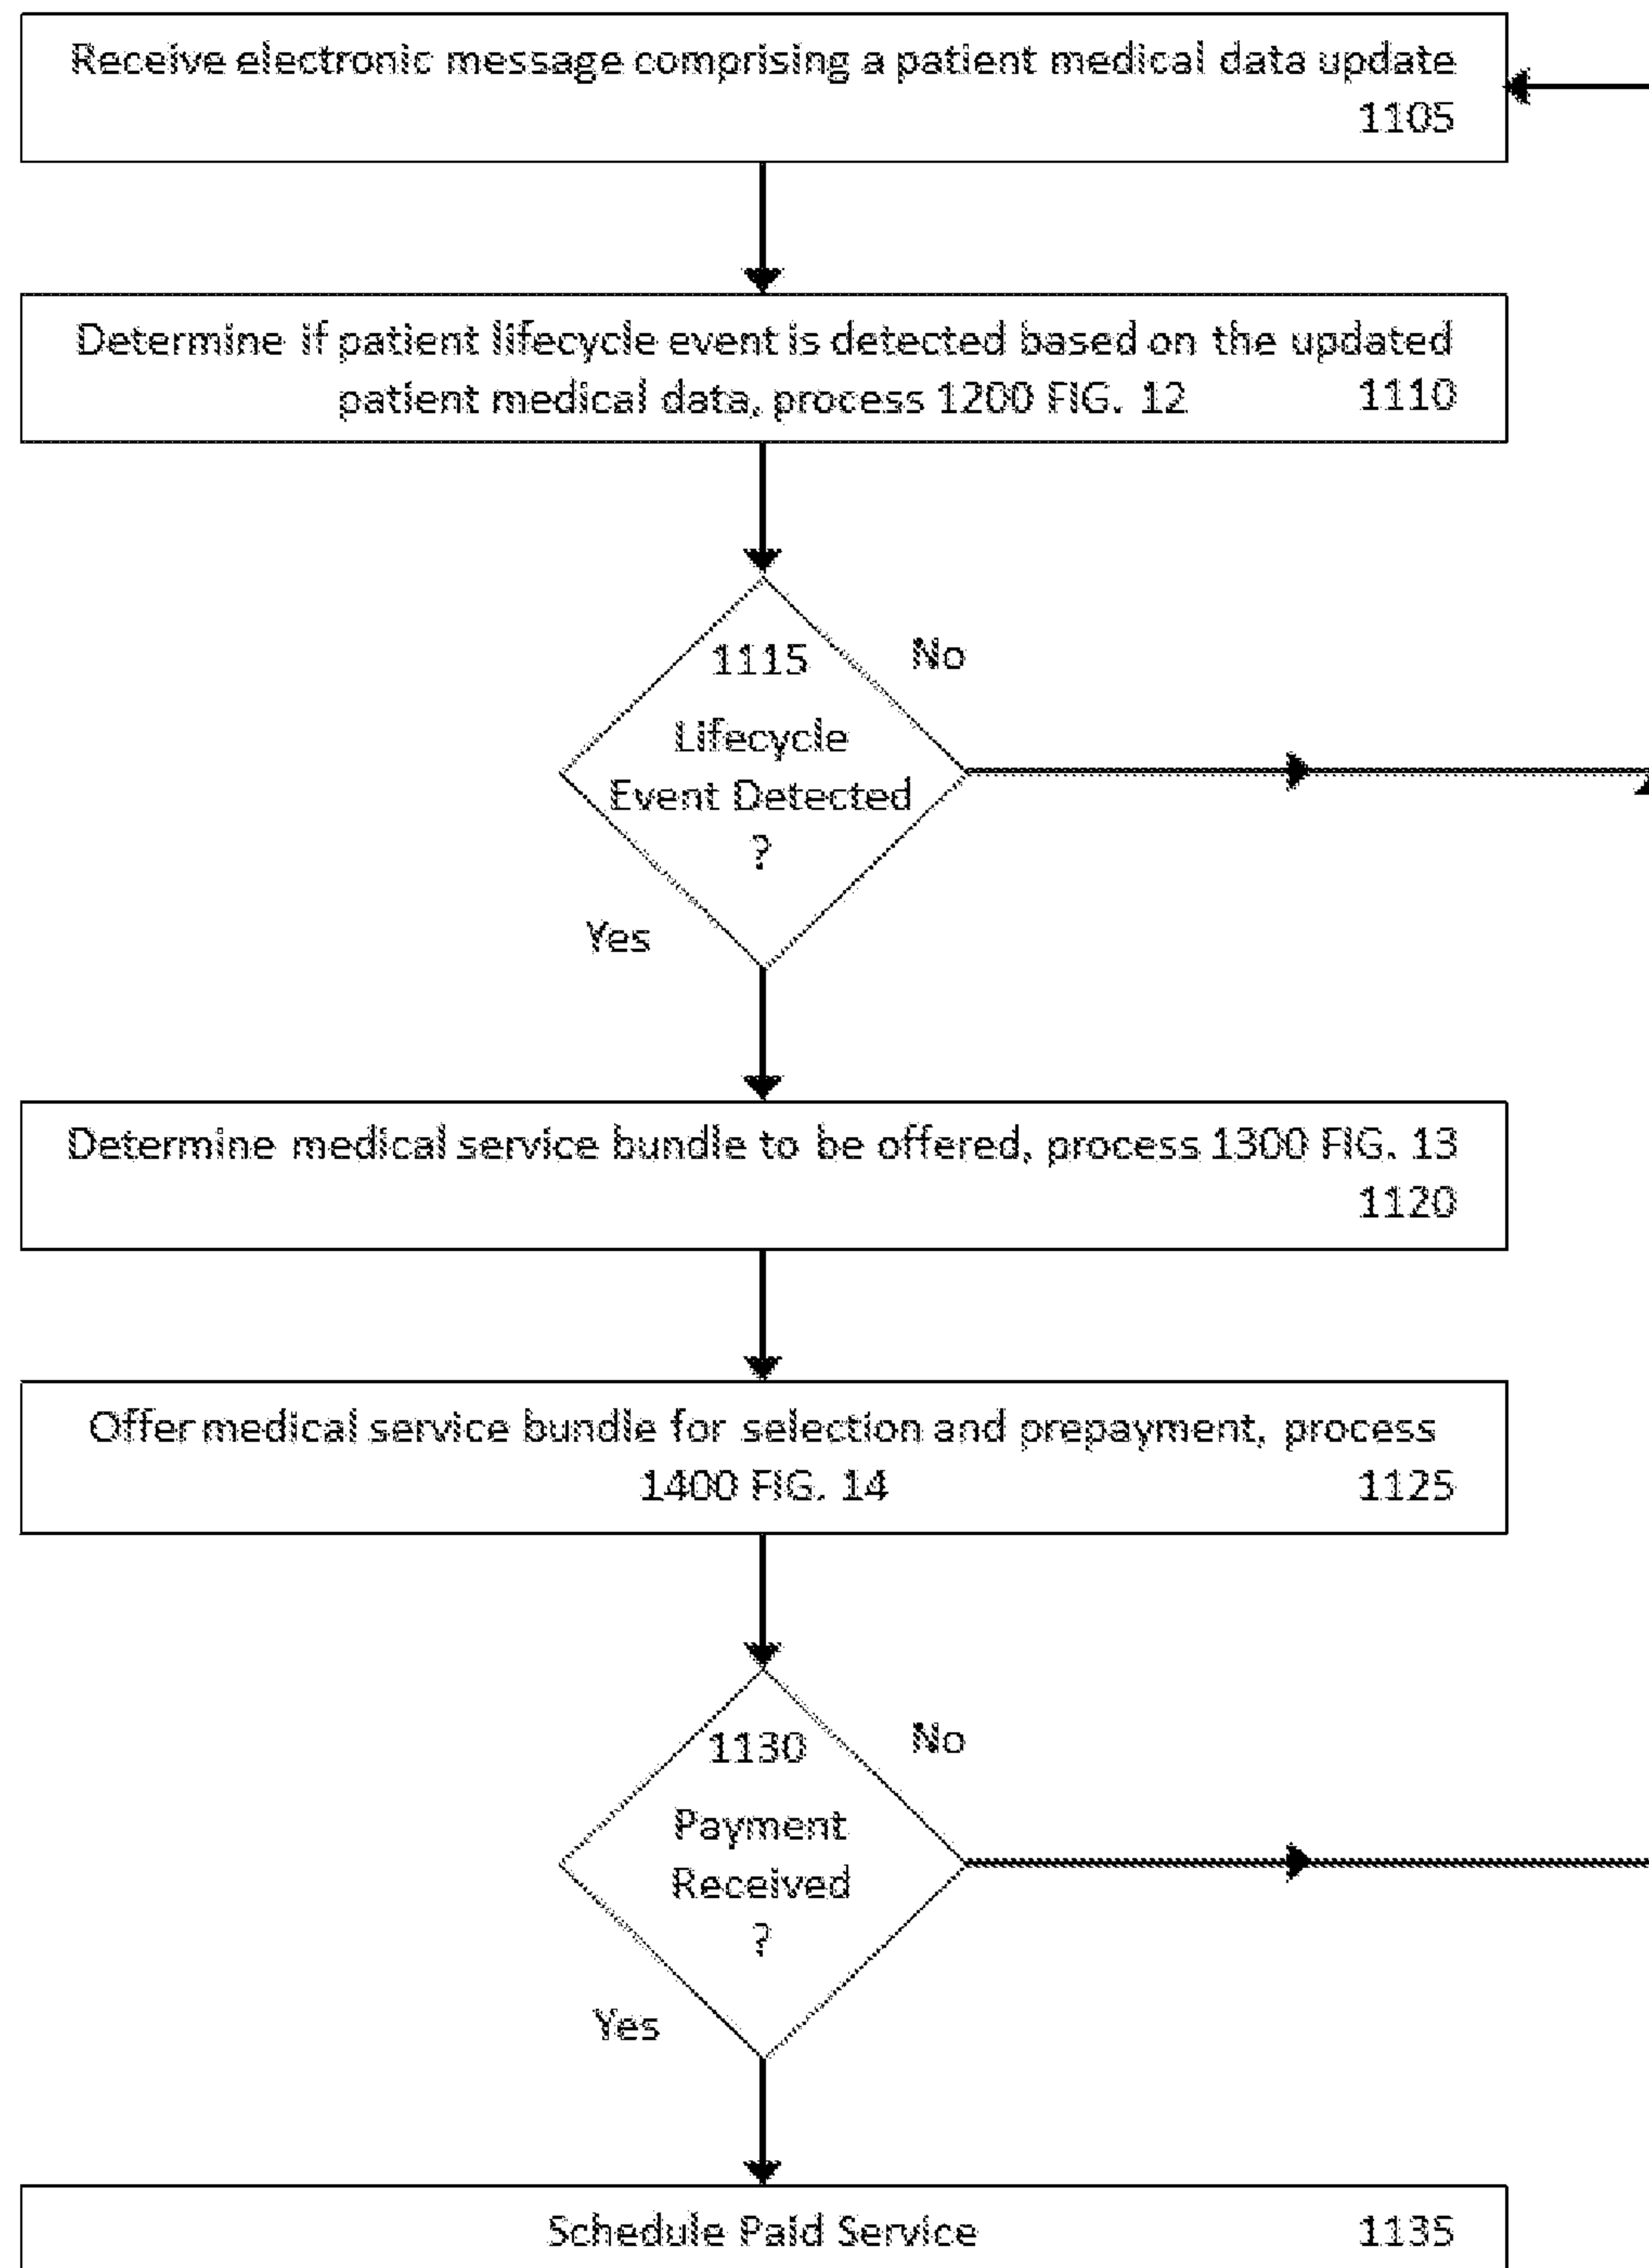 Receive electronic message comprising a patient medical data update
1105
Determine if patient lifecycle event is detected based on the updated
patient medical data, process 1200 FIG. 12 1110
1115
No
Lifecycle
Event Detected
?
Yes
Determine medical service bundle to be offered, process 1300 FIG. 13
1120
Offer medical service bundle for selection and prepayment, process
1400 FIG. 14 1125
1130
No
Payment
Received
?
Yes
Schedule Paid Service 1135